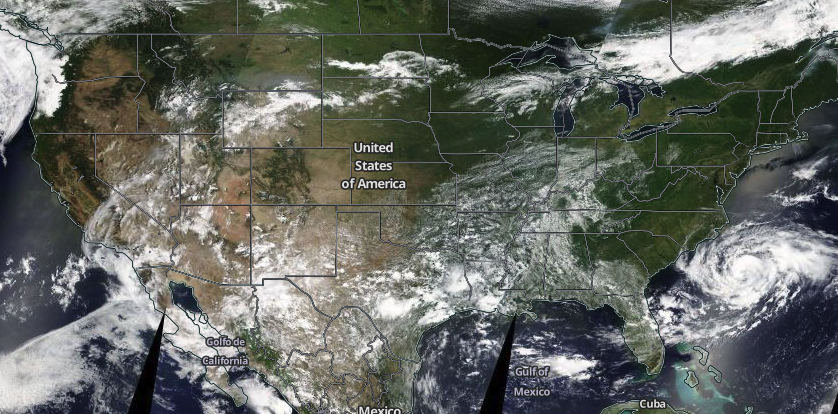 United
States
of America
Golfo de
California
Gulf of
Mexico
Mexico
Cuba